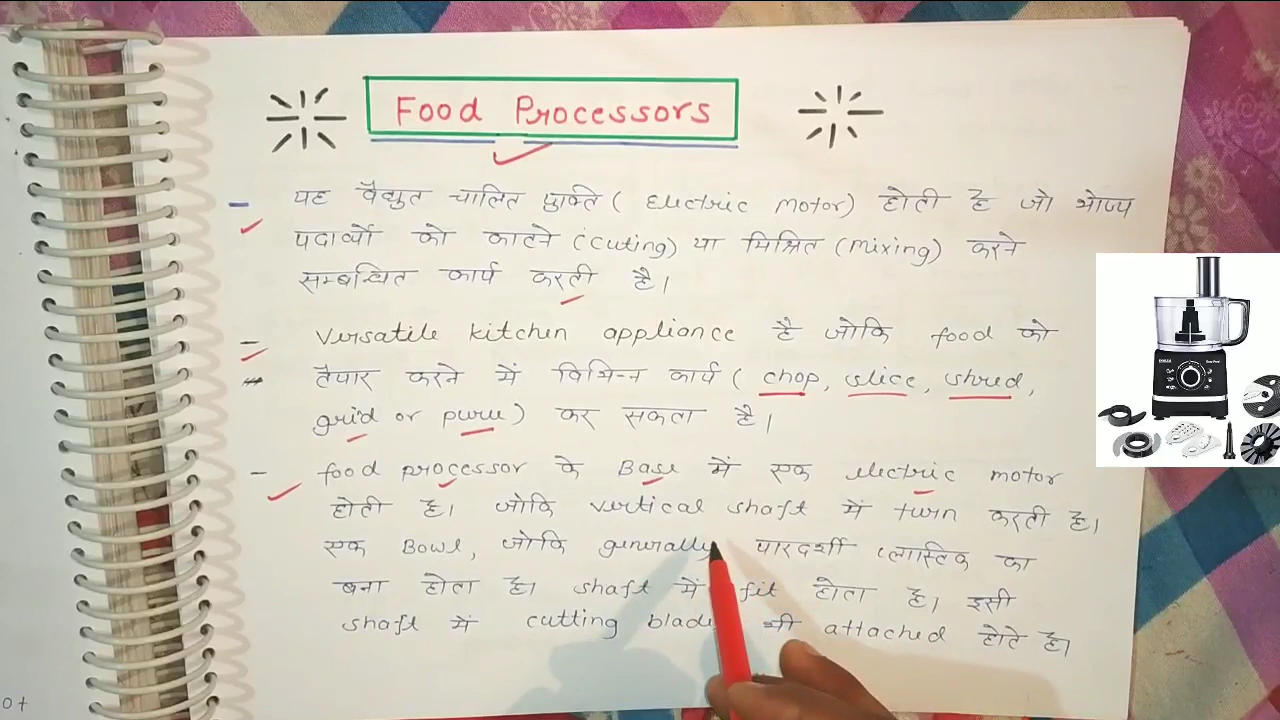 Food Processors
- यह वैद्युत चालित युक्ति ( Electric motor) होती है जो भोज्य
पदार्थों को काटने (cuting) या मिश्रित (mixing) करने
सम्बन्धित कार्य करती है।
- Versatile kitchen appliance है जोकि food को
तैयार करने में विभिन्न कार्य ( chop, slice, shred,
grid or puree) कर सकता है।
- food processor के Base में एक electric motor
होती है। जोकि vertical shaft में turn करती है।
एक Bowl, जोकि generally पारदर्शी प्लास्टिक का
बना होता है। shaft में fit होता है। इसी
shaft में cutting blade भी attached होते है।